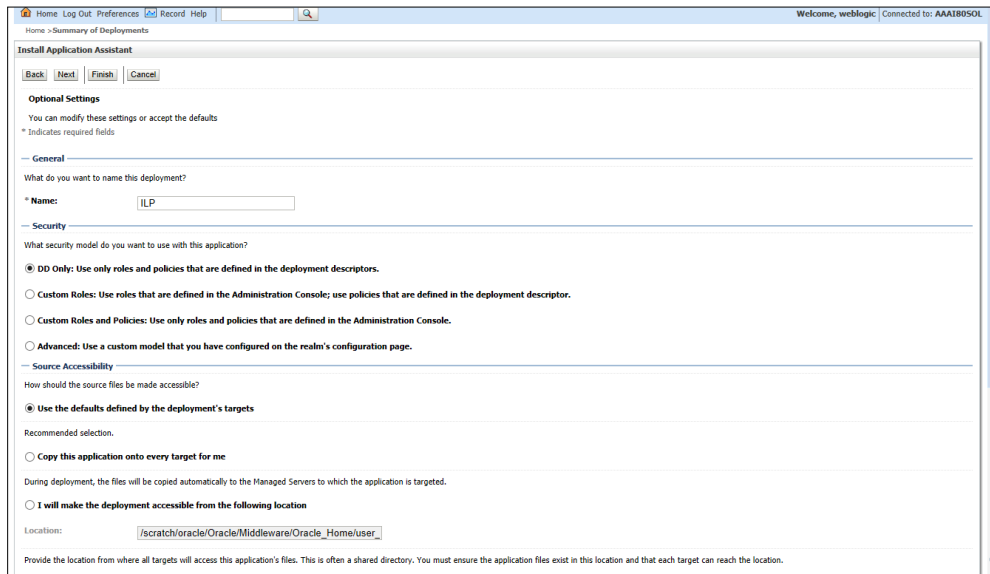 Home Log Out Preferences Record Help
Welcome, weblogic Connected to: AAAI80SOL
Home >Summary of Deployments
Install Application Assistant
Back Next Finish Cancel
Optional Settings
You can modify these settings or accept the defaults
* Indicates required fields
General
What do you want to name this deployment?
* Name: ILP
Security
What security model do you want to use with this application?
DD Only: Use only roles and policies that are defined in the deployment descriptors.
Custom Roles: Use roles that are defined in the Administration Console; use policies that are defined in the deployment descriptor.
Custom Roles and Policies: Use only roles and policies that are defined in the Administration Console.
Advanced: Use a custom model that you have configured on the realm's configuration page.
Source Accessibility
How should the source files be made accessible?
Use the defaults defined by the deployment's targets
Recommended selection.
Copy this application onto every target for me
During deployment, the files will be copied automatically to the Managed Servers to which the application is targeted.
I will make the deployment accessible from the following location
Location: /scratch/oracle/Oracle/Middleware/Oracle_Home/user_
Provide the location from where all targets will access this application's files. This is often a shared directory. You must ensure the application files exist in this location and that each target can reach the location.